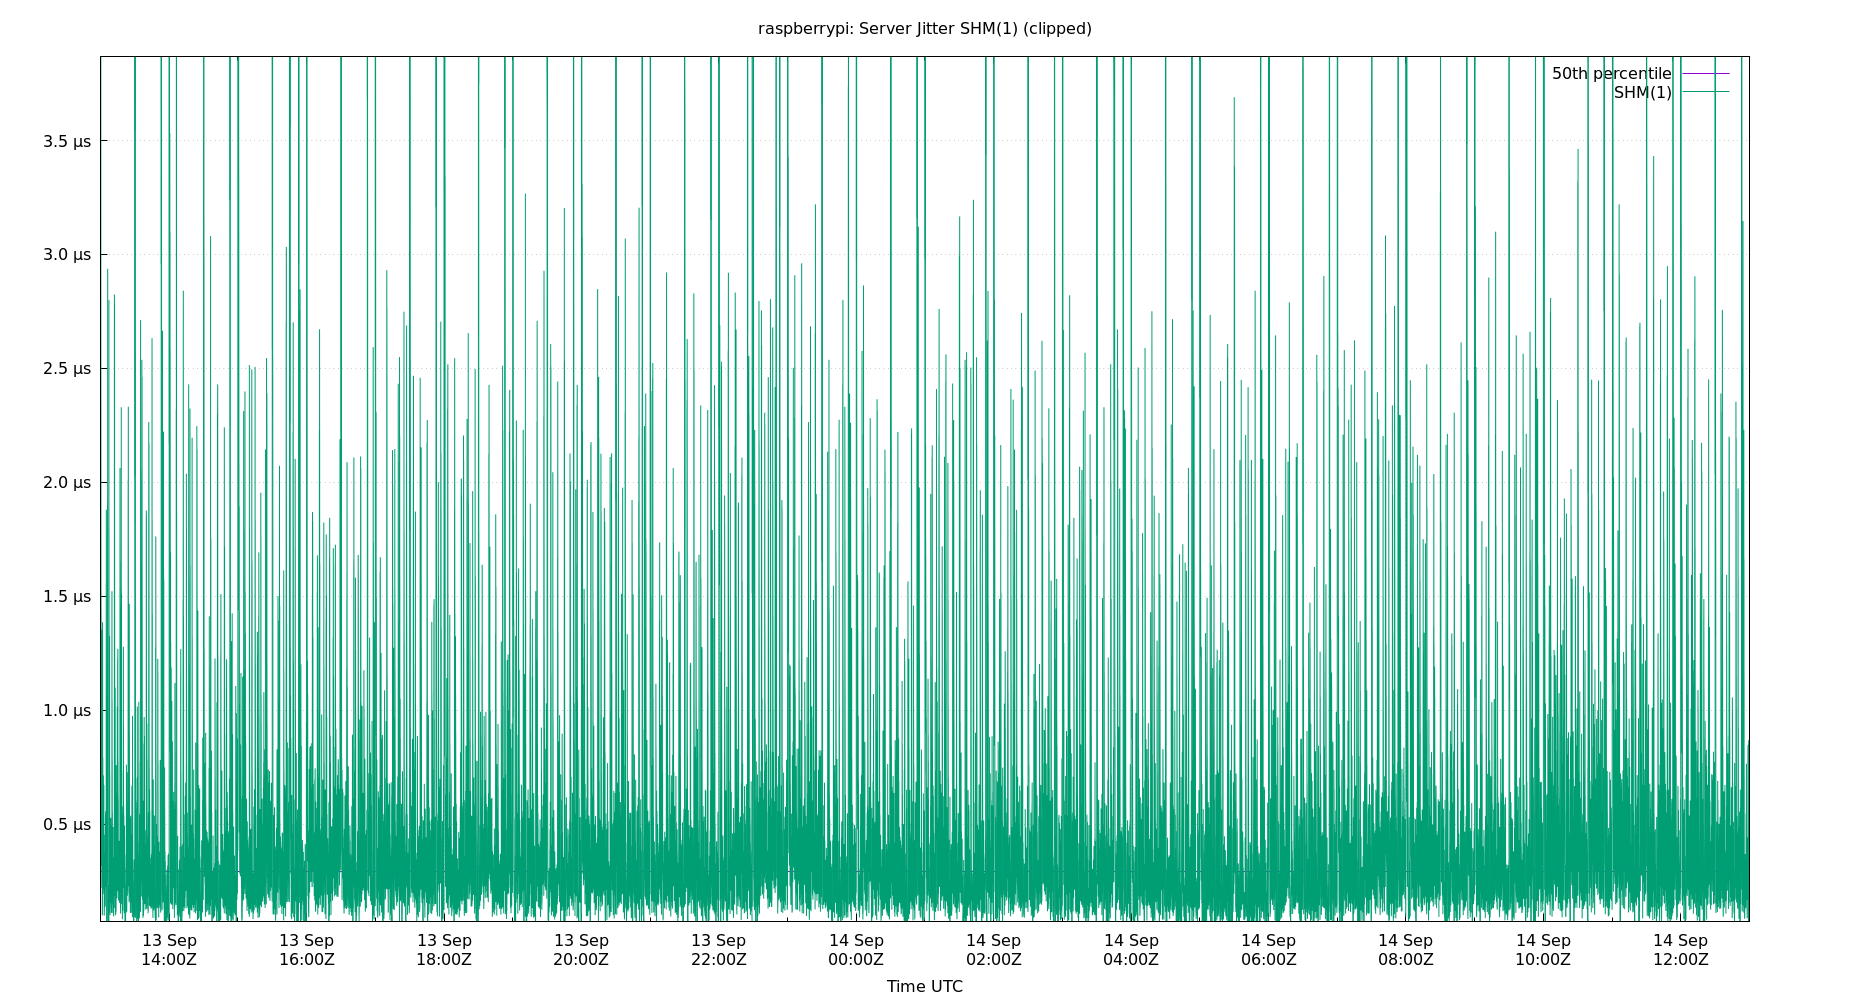 raspberrypi: Server Jitter SHM(1) (clipped)
50th percentile
SHM(1)
3.5 µs
3.0 µs
2.5 µs
2.0 µs
1.5 µs
1.0 µs
0.5 µs
13 Sep 13 Sep 13 Sep 13 Sep 13 Sep 14 Sep 14 Sep 14 Sep 14 Sep 14 Sep 14 Sep 14 Sep
14:00Z 16:00Z 18:00Z 20:00Z 22:00Z 00:00Z 02:00Z 04:00Z 06:00Z 08:00Z 10:00Z 12:00Z
Time UTC